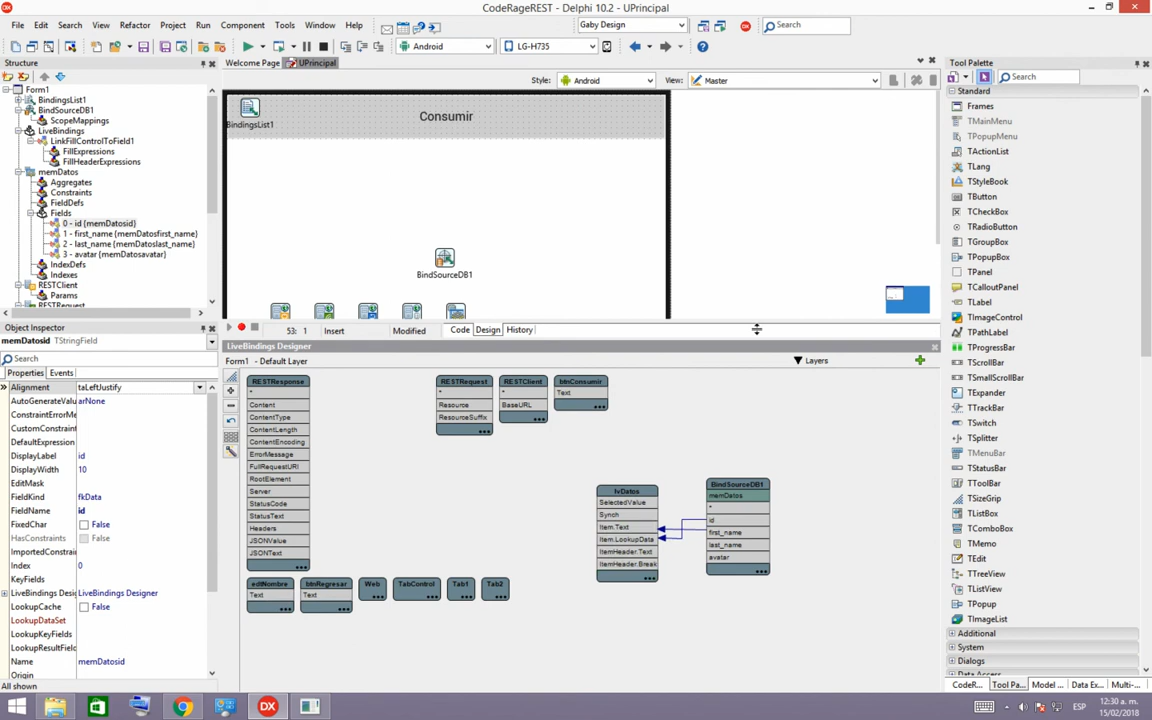 CodeRageREST - Delphi 10.2 - UPrincipal
File Edit Search View Refactor Project Run Component Tools Window Help
Gaby Design
Search
Android
LG-H735
Structure
Form1
BindingsList1
BindSourceDB1
ScopeMappings
LiveBindings
LinkFillControlToField1
FillExpressions
FillHeaderExpressions
memDatos
Aggregates
Constraints
FieldDefs
Fields
0 - id {memDatosid}
1 - first_name {memDatosfirst_name}
2 - last_name {memDatoslast_name}
3 - avatar {memDatosavatar}
IndexDefs
Indexes
RESTClient
Params
RESTRequest
Object Inspector
memDatosid TStringField
Search
Properties Events
Alignment taLeftJustify
AutoGenerateValu arNone
ConstraintErrorMe
CustomConstraint
DefaultExpression
DisplayLabel id
DisplayWidth 10
EditMask
FieldKind fkData
FieldName id
FixedChar False
HasConstraints False
ImportedConstrain
Index 0
KeyFields
LiveBindings Desig LiveBindings Designer
LookupCache False
LookupDataSet
LookupKeyFields
LookupResultField
Name memDatosid
Origin
All shown
Welcome Page UPrincipal
Style: Android View: Master
BindingsList1
Consumir
BindSourceDB1
53: 1 Insert Modified Code Design History
LiveBindings Designer
Form1 - Default Layer
Layers
RESTResponse
*
Content
ContentType
ContentLength
ContentEncoding
ErrorMessage
FullRequestURI
RootElement
Server
StatusCode
StatusText
Headers
JSONValue
JSONText
RESTRequest
*
Resource
ResourceSuffix
RESTClient
*
BaseURL
btnConsumir
Text
lvDatos
SelectedValue
Synch
Item.Text
Item.LookupData
ItemHeader.Text
ItemHeader.Break
BindSourceDB1
memDatos
*
id
first_name
last_name
avatar
edtNombre
Text
btnRegresar
Text
Web
TabControl
Tab1
Tab2
Tool Palette
Search
Standard
Frames
TMainMenu
TPopupMenu
TActionList
TLang
TStyleBook
TButton
TCheckBox
TRadioButton
TGroupBox
TPopupBox
TPanel
TCalloutPanel
TLabel
TImageControl
TPathLabel
TProgressBar
TScrollBar
TSmallScrollBar
TExpander
TTrackBar
TSwitch
TSplitter
TMenuBar
TStatusBar
TToolBar
TSizeGrip
TListBox
TComboBox
TMemo
TEdit
TTreeView
TListView
TPopup
TImageList
Additional
System
Dialogs
CodeR... Tool Pa... Model ... Data Ex... Multi-...
DX
ESP
12:30 a. m.
15/02/2018